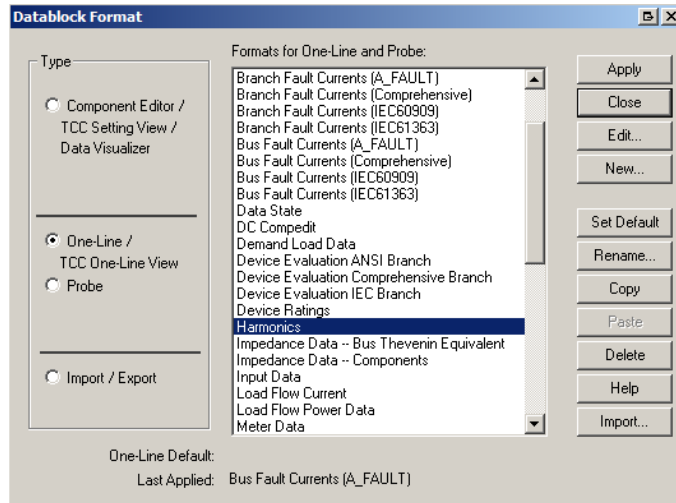 Datablock Format
Type
Component Editor /
TCC Setting View /
Data Visualizer
One-Line /
TCC One-Line View
Probe
Import / Export
Formats for One-Line and Probe:
Branch Fault Currents (A_FAULT)
Branch Fault Currents (Comprehensive)
Branch Fault Currents (IEC60909)
Branch Fault Currents (IEC61363)
Bus Fault Currents (A_FAULT)
Bus Fault Currents (Comprehensive)
Bus Fault Currents (IEC60909)
Bus Fault Currents (IEC61363)
Data State
DC Compedit
Demand Load Data
Device Evaluation ANSI Branch
Device Evaluation Comprehensive Branch
Device Evaluation IEC Branch
Device Ratings
Harmonics
Impedance Data -- Bus Thevenin Equivalent
Impedance Data -- Components
Input Data
Load Flow Current
Load Flow Power Data
Meter Data
Apply
Close
Edit...
New...
Set Default
Rename...
Copy
Paste
Delete
Help
Import...
One-Line Default:
Last Applied: Bus Fault Currents (A_FAULT)